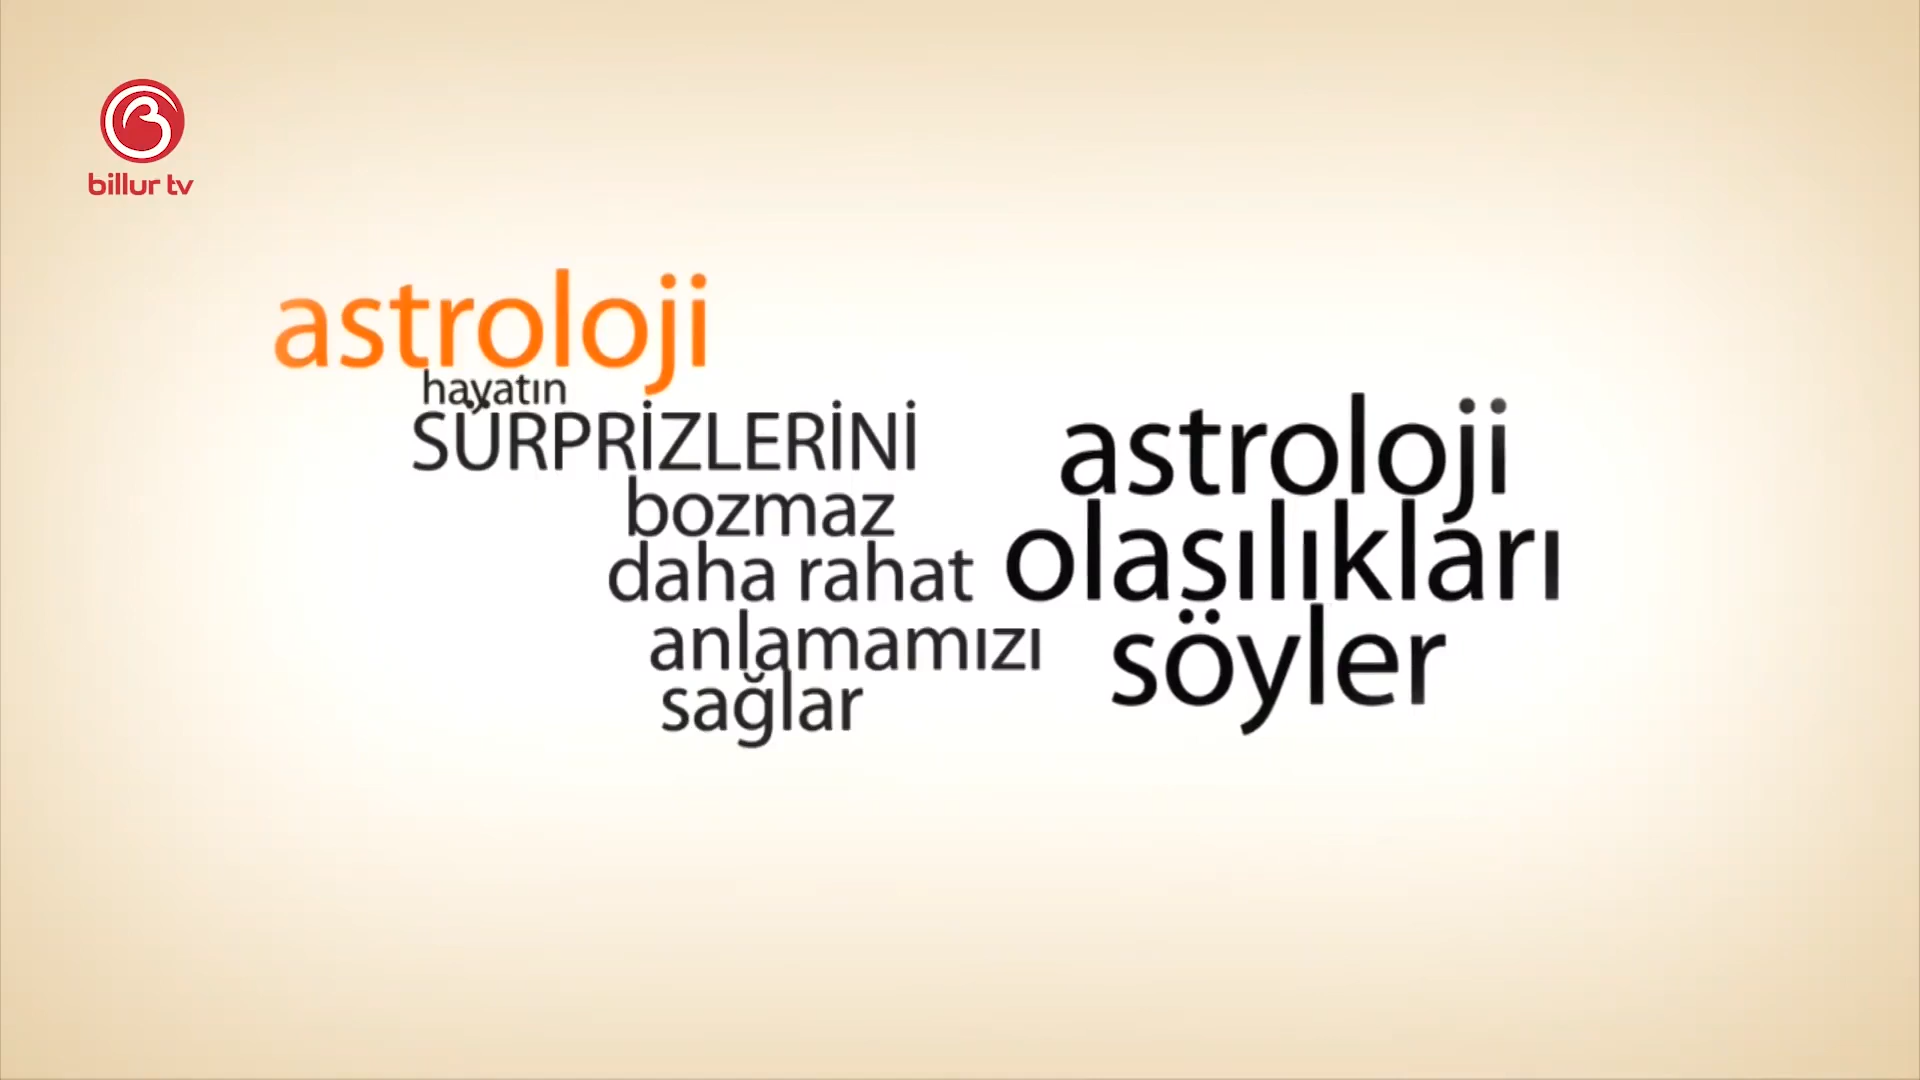 billur tv
astroloji
hayatın
SÜRPRİZLERİNİ
bozmaz
daha rahat
anlamamızı
sağlar
astroloji
olasılıkları
söyler